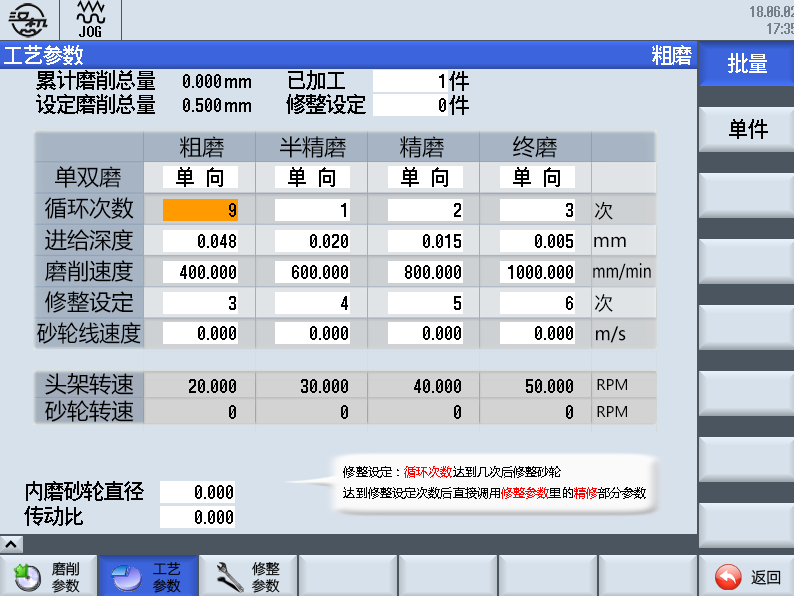 JOG
18.06.02
17:35
工艺参数 粗磨
累计磨削总量 0.000mm 已加工 1件
设定磨削总量 0.500mm 修整设定 0件
粗磨 半精磨 精磨 终磨
单双磨 单 向 单 向 单 向 单 向
循环次数 9 1 2 3 次
进给深度 0.048 0.020 0.015 0.005 mm
磨削速度 400.000 600.000 800.000 1000.000 mm/min
修整设定 3 4 5 6 次
砂轮线速度 0.000 0.000 0.000 0.000 m/s
头架转速 20.000 30.000 40.000 50.000 RPM
砂轮转速 0 0 0 0 RPM
修整设定：循环次数达到几次后修整砂轮
达到修整设定次数后直接调用修整参数里的精修部分参数
内磨砂轮直径 0.000
传动比 0.000
批量
单件
磨削
参数
工艺
参数
修整
参数
返回